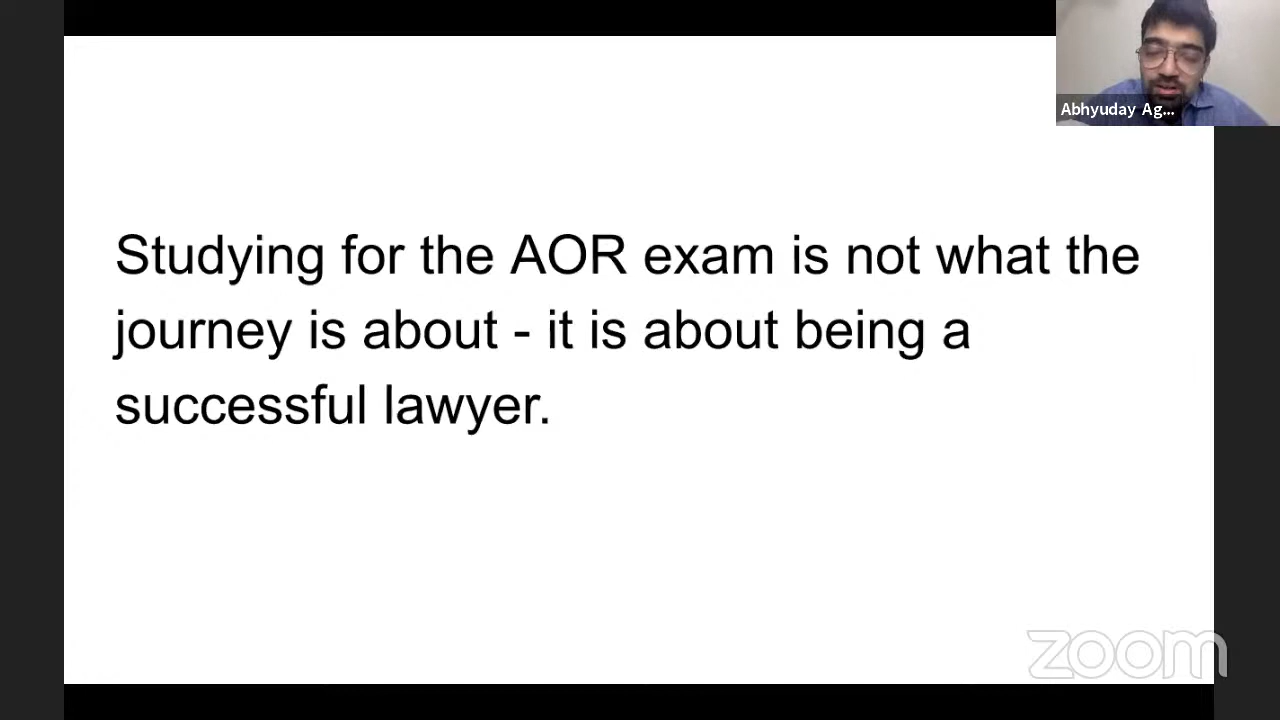 Abhyuday Ag...
Studying for the AOR exam is not what the
journey is about - it is about being a
successful lawyer.
zoom